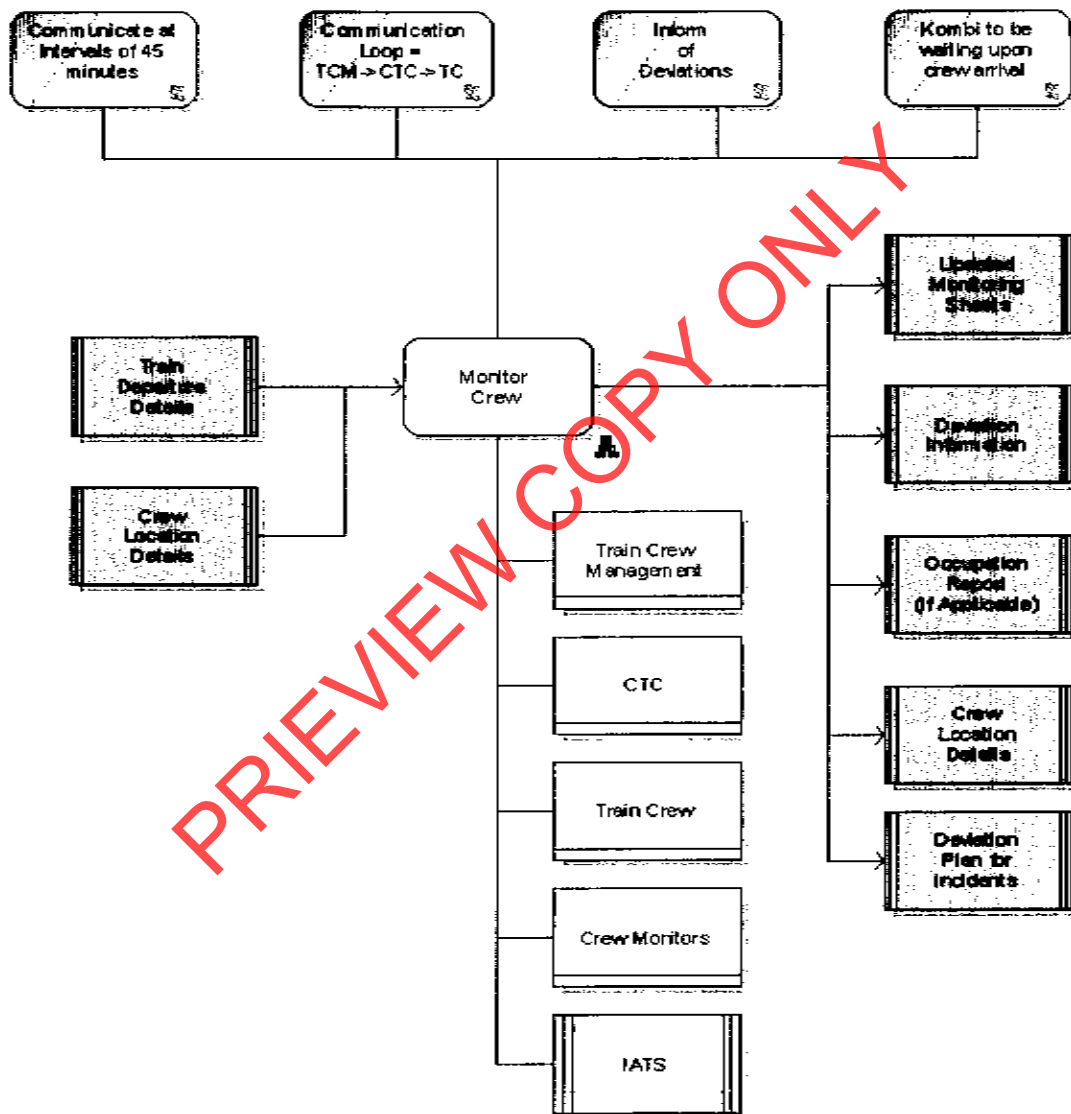 Communicate at
Intervals of 45
minutes
Communication
Loop =
TCM->CTC->TC
Inform
of
Deviations
Kombi to be
waiting upon
crew arrival
Updated
Monitoring
Sheets
Train
Departure
Details
Monitor
Crew
Deviation
Information
Crew
Location
Details
Train Crew
Management
Occupation
Report
(If Applicable)
CTC
Crew
Location
Details
Train Crew
Deviation
Plan for
Incidents
Crew Monitors
IATS
PRIEVIEW COPY ONLY